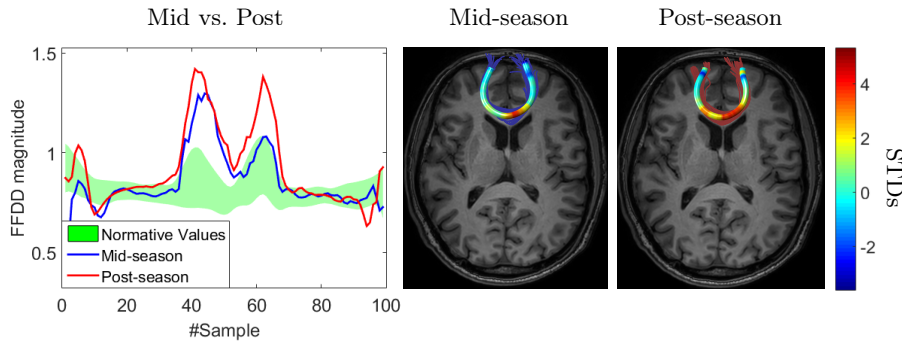 Mid vs. Post
Mid-season
Post-season
FFDD magnitude
1.5
1
0.5
0
20
40
60
80
100
#Sample
Normative Values
Mid-season
Post-season
4
2
0
-2
STDs